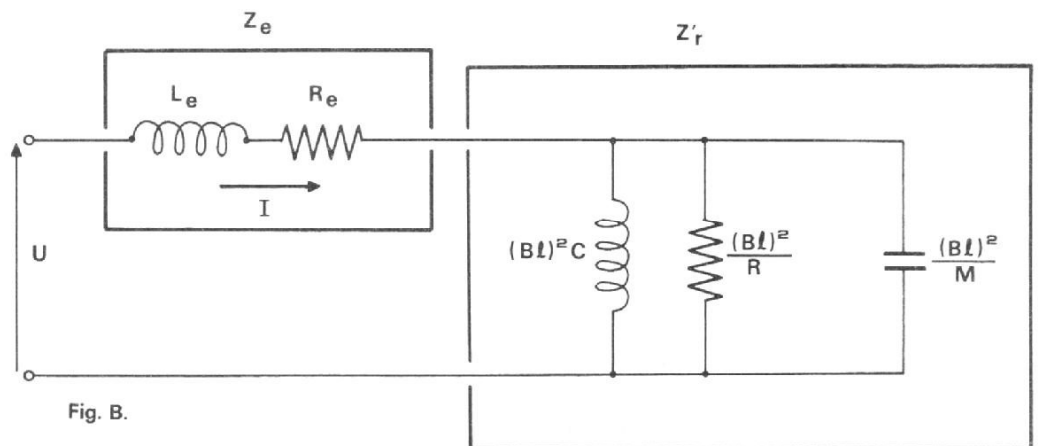 Z_e
Z'_r
L_e
R_e
I
U
(Bℓ)²C
(Bℓ)²
R
(Bℓ)²
M
Fig. B.